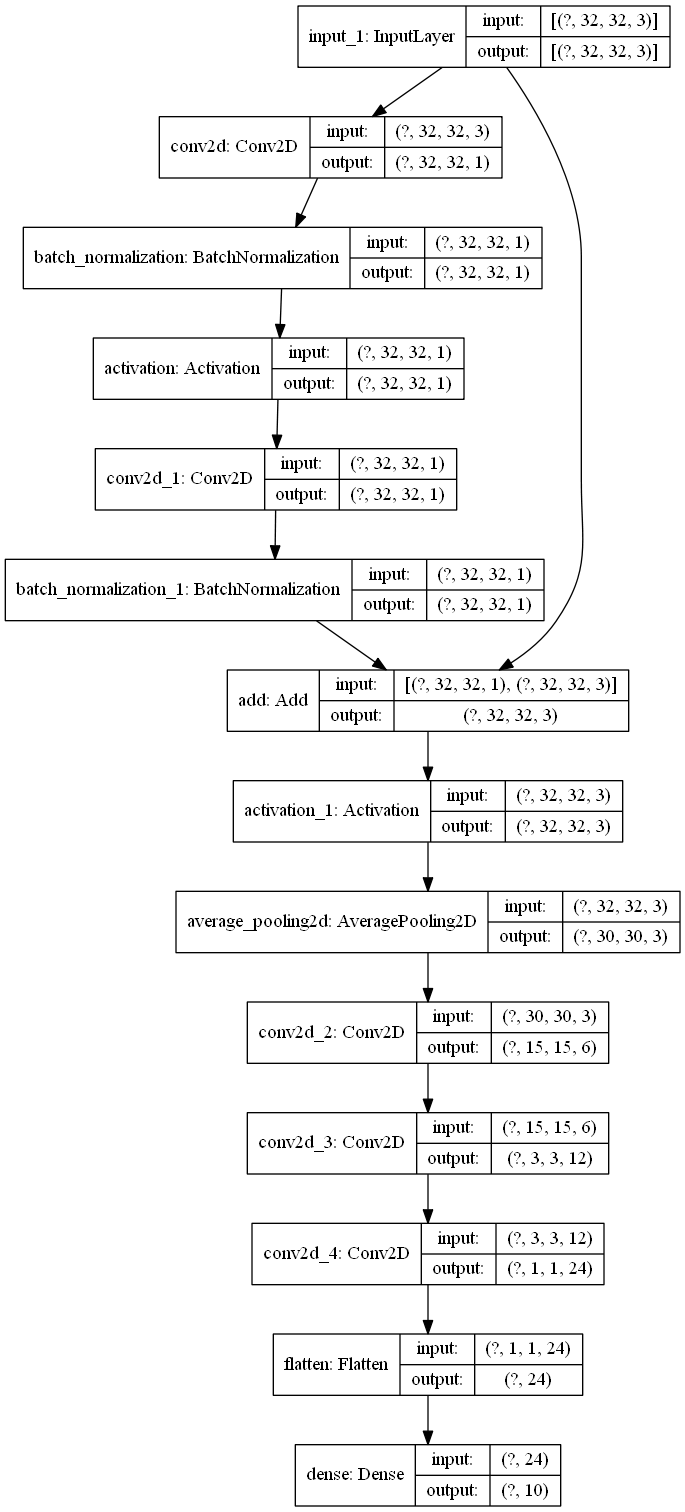 input_1: InputLayer
input: [(?, 32, 32, 3)]
output: [(?, 32, 32, 3)]
conv2d: Conv2D
input: (?, 32, 32, 3)
output: (?, 32, 32, 1)
batch_normalization: BatchNormalization
input: (?, 32, 32, 1)
output: (?, 32, 32, 1)
activation: Activation
input: (?, 32, 32, 1)
output: (?, 32, 32, 1)
conv2d_1: Conv2D
input: (?, 32, 32, 1)
output: (?, 32, 32, 1)
batch_normalization_1: BatchNormalization
input: (?, 32, 32, 1)
output: (?, 32, 32, 1)
add: Add
input: [(?, 32, 32, 1), (?, 32, 32, 3)]
output: (?, 32, 32, 3)
activation_1: Activation
input: (?, 32, 32, 3)
output: (?, 32, 32, 3)
average_pooling2d: AveragePooling2D
input: (?, 32, 32, 3)
output: (?, 30, 30, 3)
conv2d_2: Conv2D
input: (?, 30, 30, 3)
output: (?, 15, 15, 6)
conv2d_3: Conv2D
input: (?, 15, 15, 6)
output: (?, 3, 3, 12)
conv2d_4: Conv2D
input: (?, 3, 3, 12)
output: (?, 1, 1, 24)
flatten: Flatten
input: (?, 1, 1, 24)
output: (?, 24)
dense: Dense
input: (?, 24)
output: (?, 10)